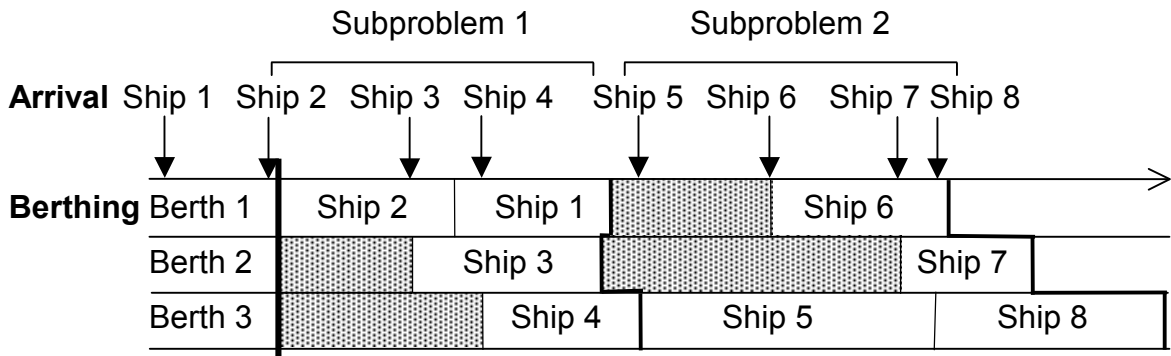 Subproblem 1 Subproblem 2
Arrival Ship 1 Ship 2 Ship 3 Ship 4 Ship 5 Ship 6 Ship 7 Ship 8
Berthing Berth 1 Ship 2 Ship 1 Ship 6
Berth 2 Ship 3 Ship 7
Berth 3 Ship 4 Ship 5 Ship 8